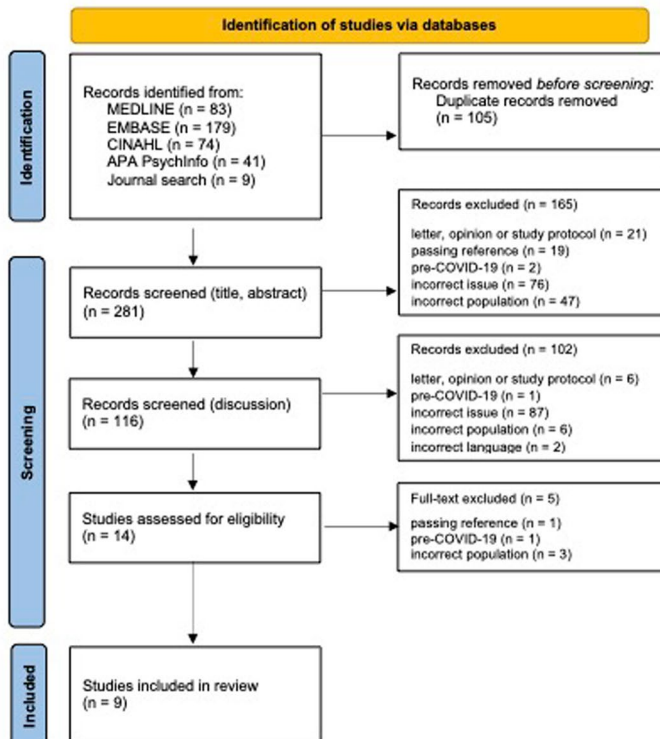 Identification of studies via databases
Identification
Records identified from:
MEDLINE (n = 83)
EMBASE (n = 179)
CINAHL (n = 74)
APA PsychInfo (n = 41)
Journal search (n = 9)
Records removed before screening:
Duplicate records removed
(n = 105)
Screening
Records screened (title, abstract)
(n = 281)
Records excluded (n = 165)
letter, opinion or study protocol (n = 21)
passing reference (n = 19)
pre-COVID-19 (n = 2)
incorrect issue (n = 76)
incorrect population (n = 47)
Records screened (discussion)
(n = 116)
Records excluded (n = 102)
letter, opinion or study protocol (n = 6)
pre-COVID-19 (n = 1)
incorrect issue (n = 87)
incorrect population (n = 6)
incorrect language (n = 2)
Studies assessed for eligibility
(n = 14)
Full-text excluded (n = 5)
passing reference (n = 1)
pre-COVID-19 (n = 1)
incorrect population (n = 3)
Included
Studies included in review
(n = 9)